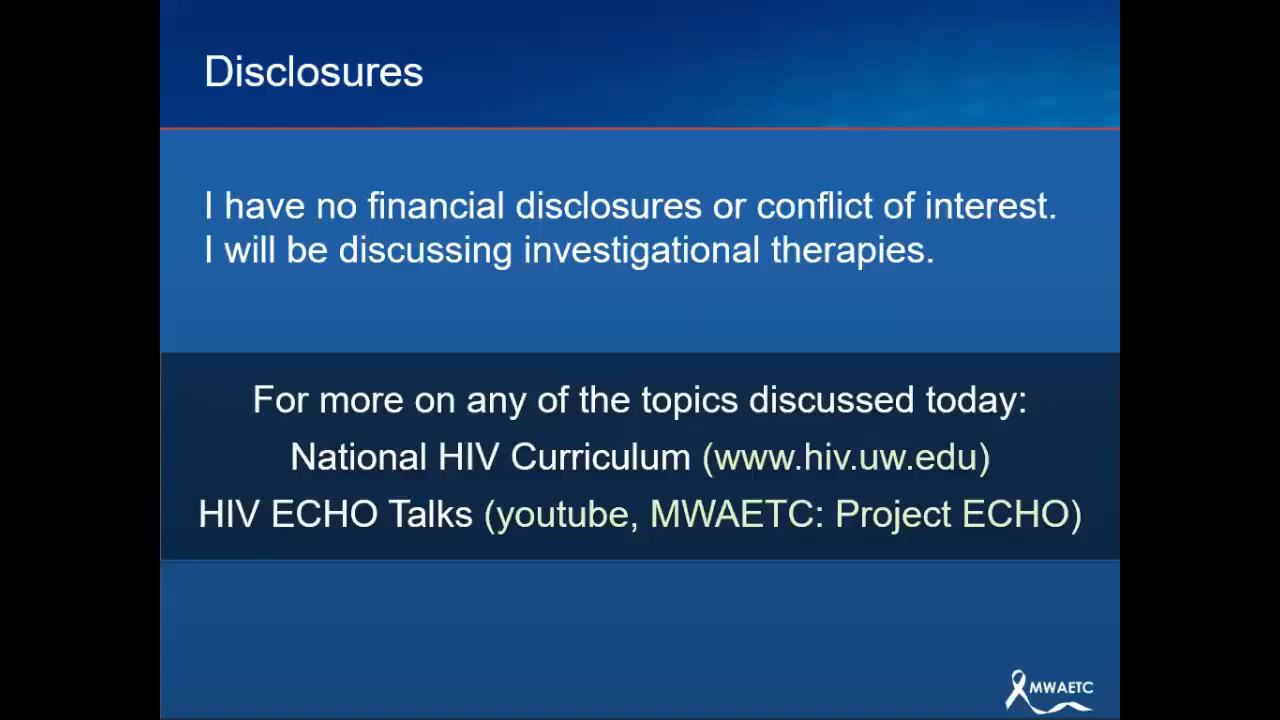 Disclosures
I have no financial disclosures or conflict of interest.
I will be discussing investigational therapies.
For more on any of the topics discussed today:
National HIV Curriculum (www.hiv.uw.edu)
HIV ECHO Talks (youtube, MWAETC: Project ECHO)
MWAETC